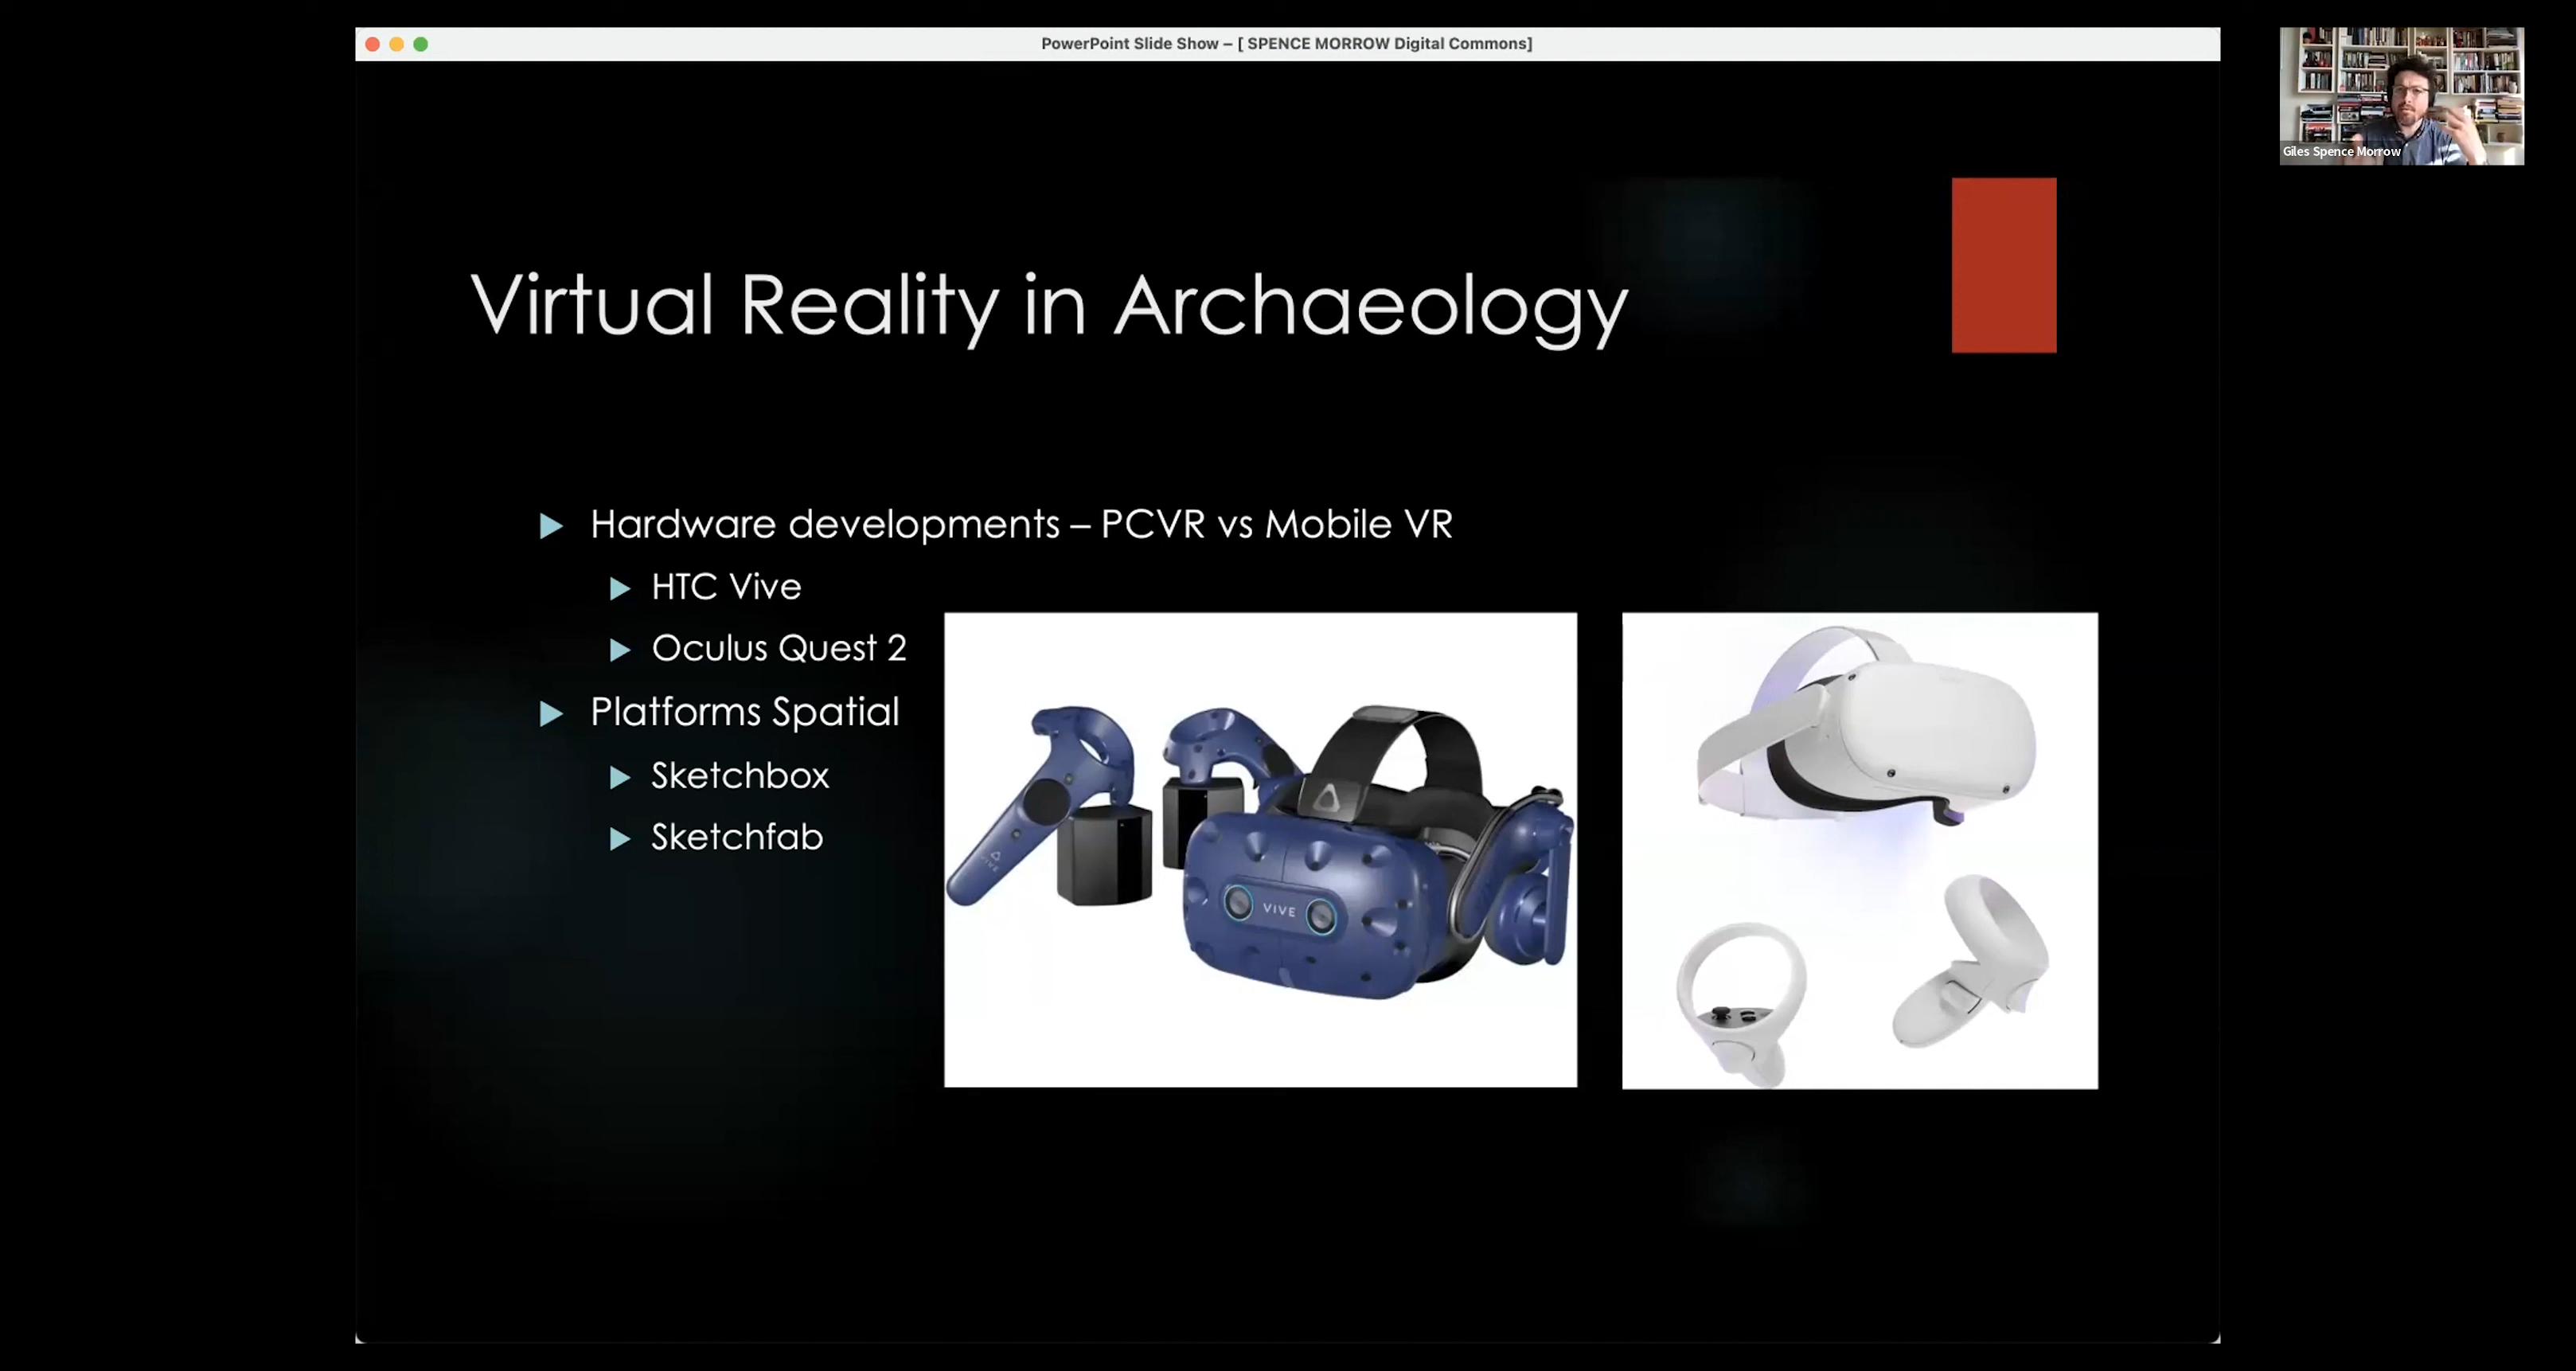 PowerPoint Slide Show – [ SPENCE MORROW Digital Commons]
Giles Spence Morrow
Virtual Reality in Archaeology
Hardware developments – PCVR vs Mobile VR
HTC Vive
Oculus Quest 2
Platforms Spatial
Sketchbox
Sketchfab
VIVE
VIVE